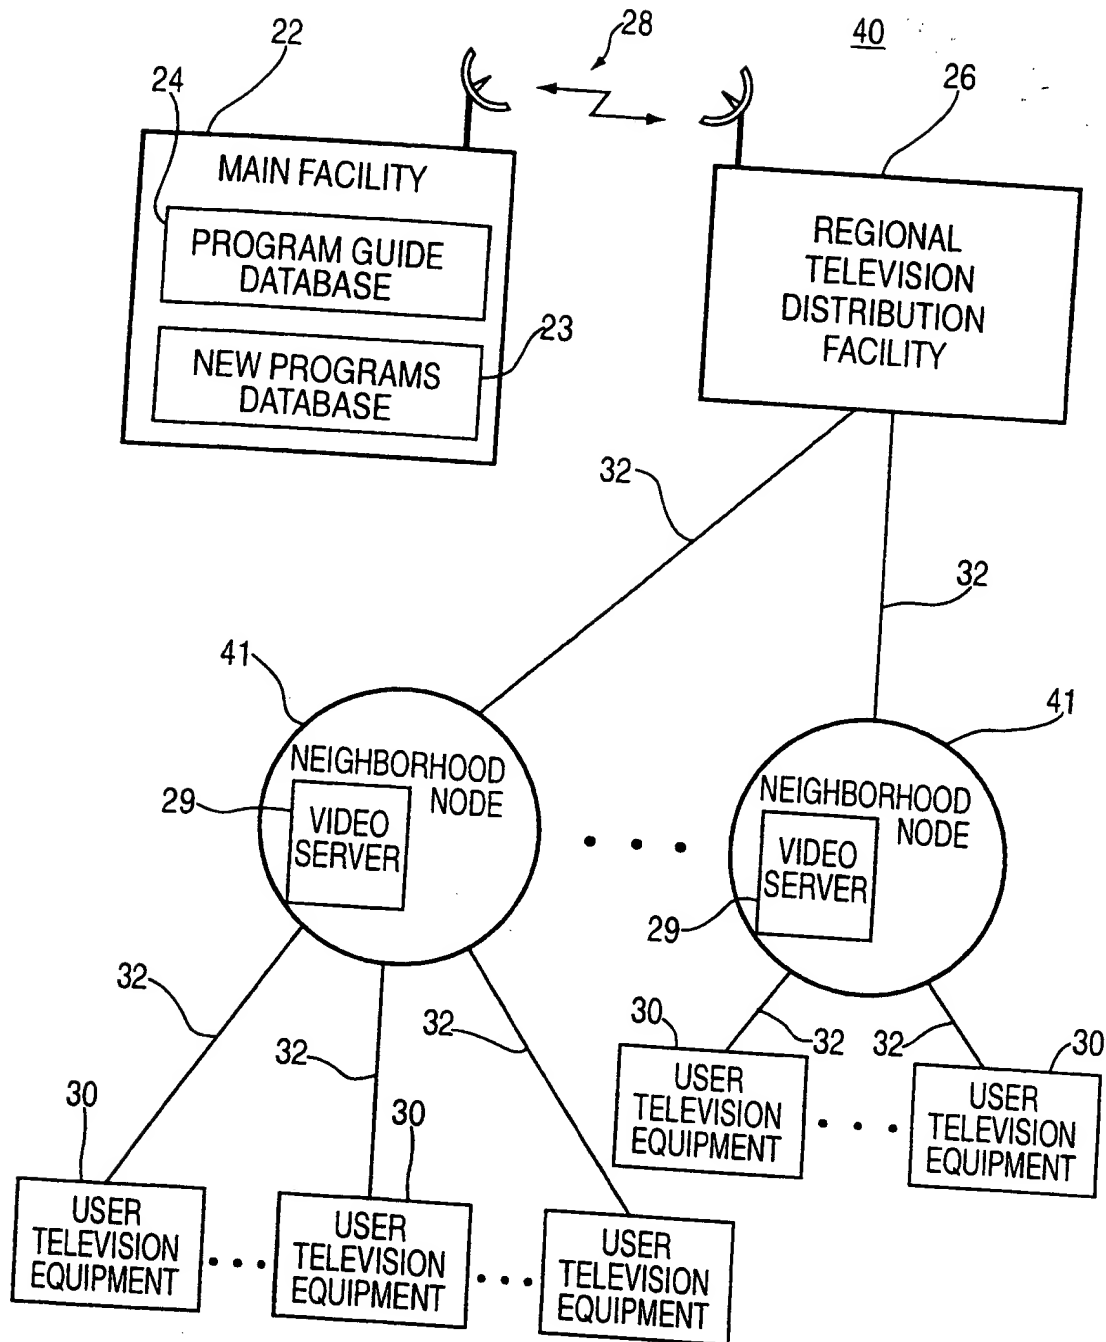 22
28
40
24
26
MAIN FACILITY
PROGRAM GUIDE
DATABASE
23
NEW PROGRAMS
DATABASE
REGIONAL
TELEVISION
DISTRIBUTION
FACILITY
32
32
41
41
NEIGHBORHOOD
NODE
29
VIDEO
SERVER
NEIGHBORHOOD
NODE
VIDEO
SERVER
29
32
32
32
30
32
32
30
USER
TELEVISION
EQUIPMENT
USER
TELEVISION
EQUIPMENT
30
30
USER
TELEVISION
EQUIPMENT
USER
TELEVISION
EQUIPMENT
USER
TELEVISION
EQUIPMENT